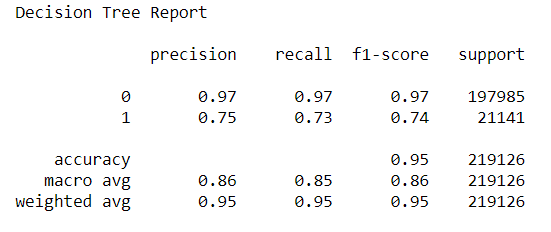 Decision Tree Report
precision recall f1-score support
0 0.97 0.97 0.97 197985
1 0.75 0.73 0.74 21141
accuracy 0.95 219126
macro avg 0.86 0.85 0.86 219126
weighted avg 0.95 0.95 0.95 219126